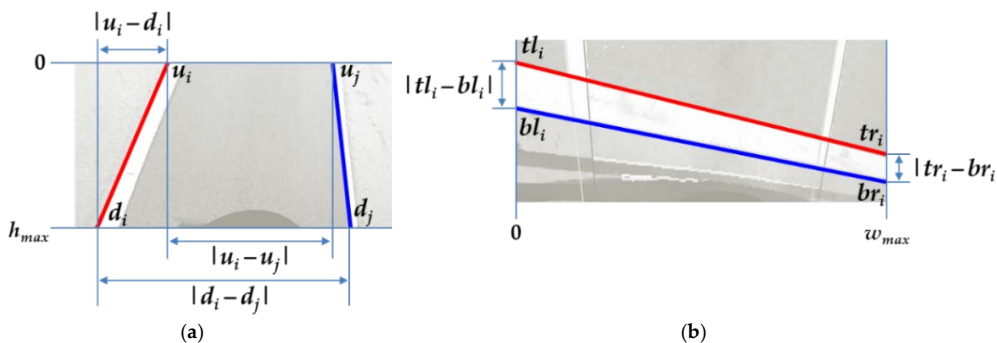 |u_i − d_i|
0
u_i
u_j
d_i
d_j
h_max
|u_i − u_j|
|d_i − d_j|
(a)
tl_i
|tl_i − bl_i|
bl_i
tr_i
|tr_i − br_i
br_i
0
w_max
(b)